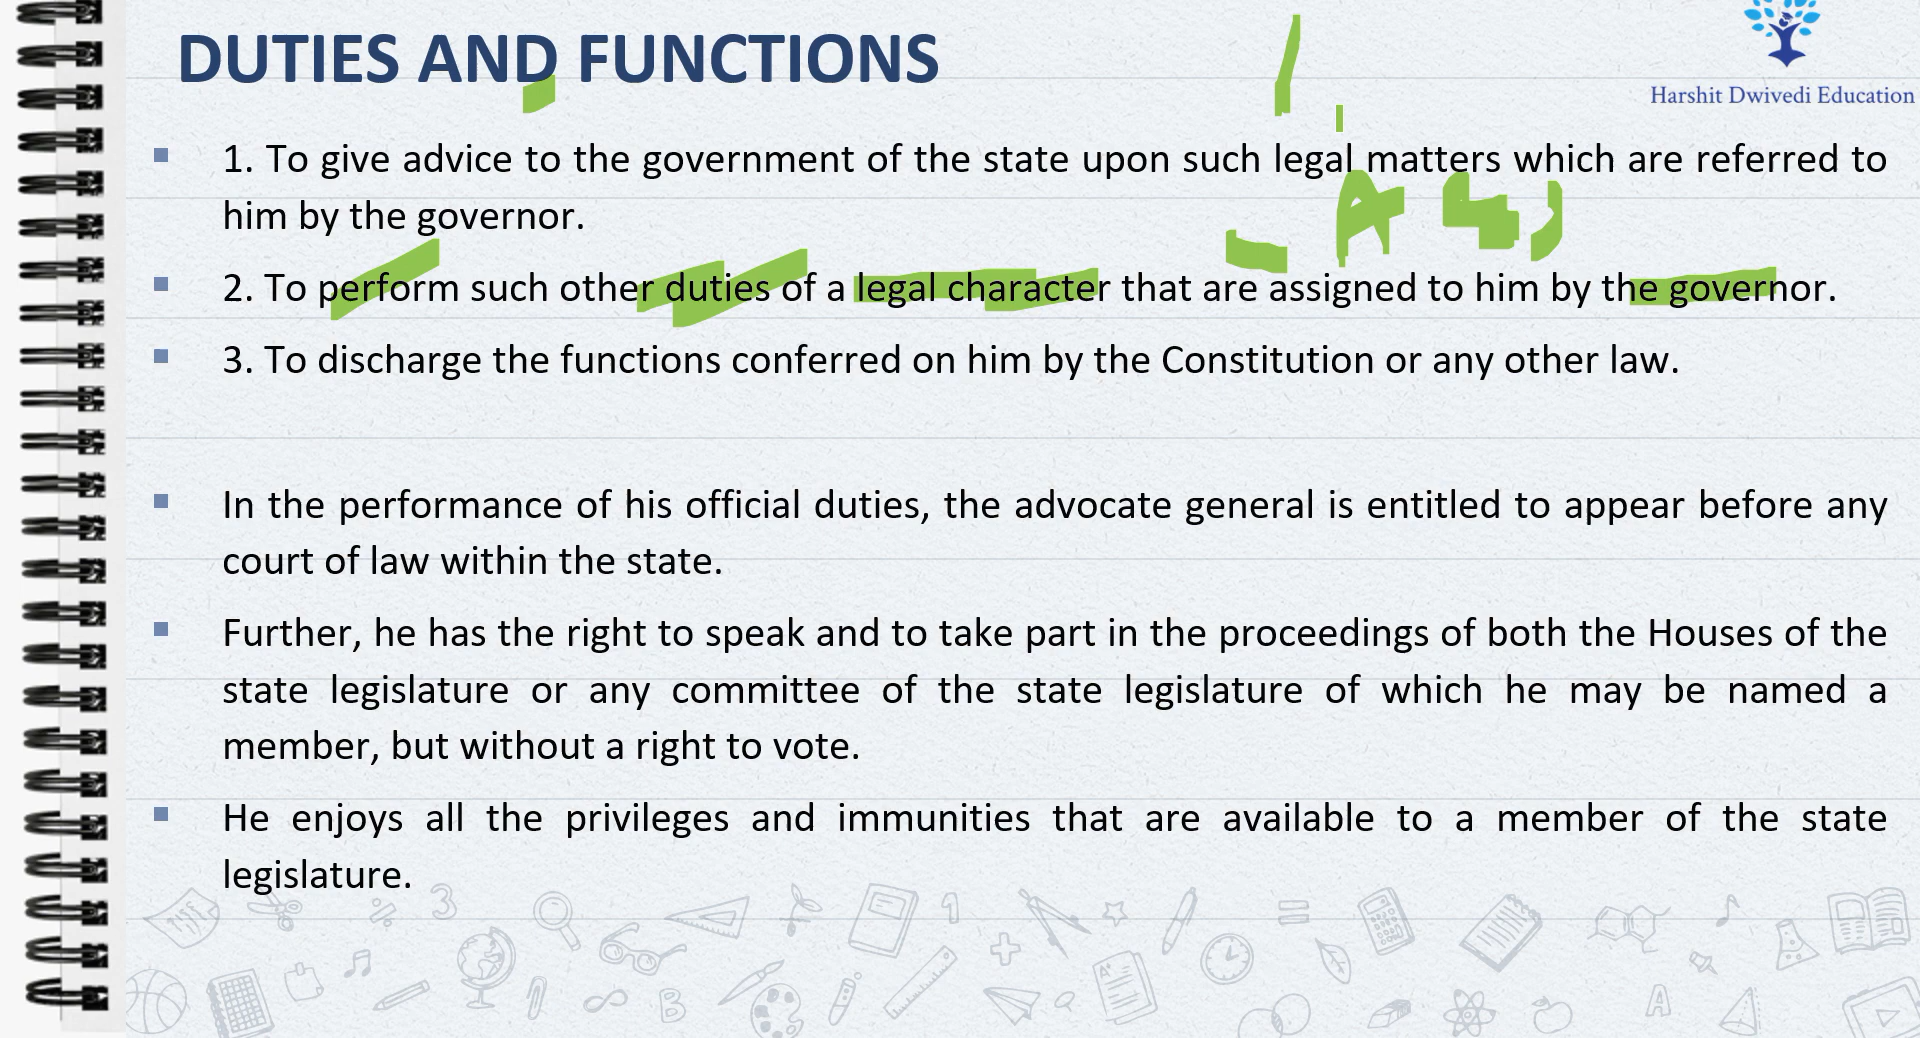 DUTIES AND FUNCTIONS
Harshit Dwivedi Education
1. To give advice to the government of the state upon such legal matters which are referred to
him by the governor.
2. To perform such other duties of a legal character that are assigned to him by the governor.
3. To discharge the functions conferred on him by the Constitution or any other law.
In the performance of his official duties, the advocate general is entitled to appear before any
court of law within the state.
Further, he has the right to speak and to take part in the proceedings of both the Houses of the
state legislature or any committee of the state legislature of which he may be named a
member, but without a right to vote.
He enjoys all the privileges and immunities that are available to a member of the state
legislature.